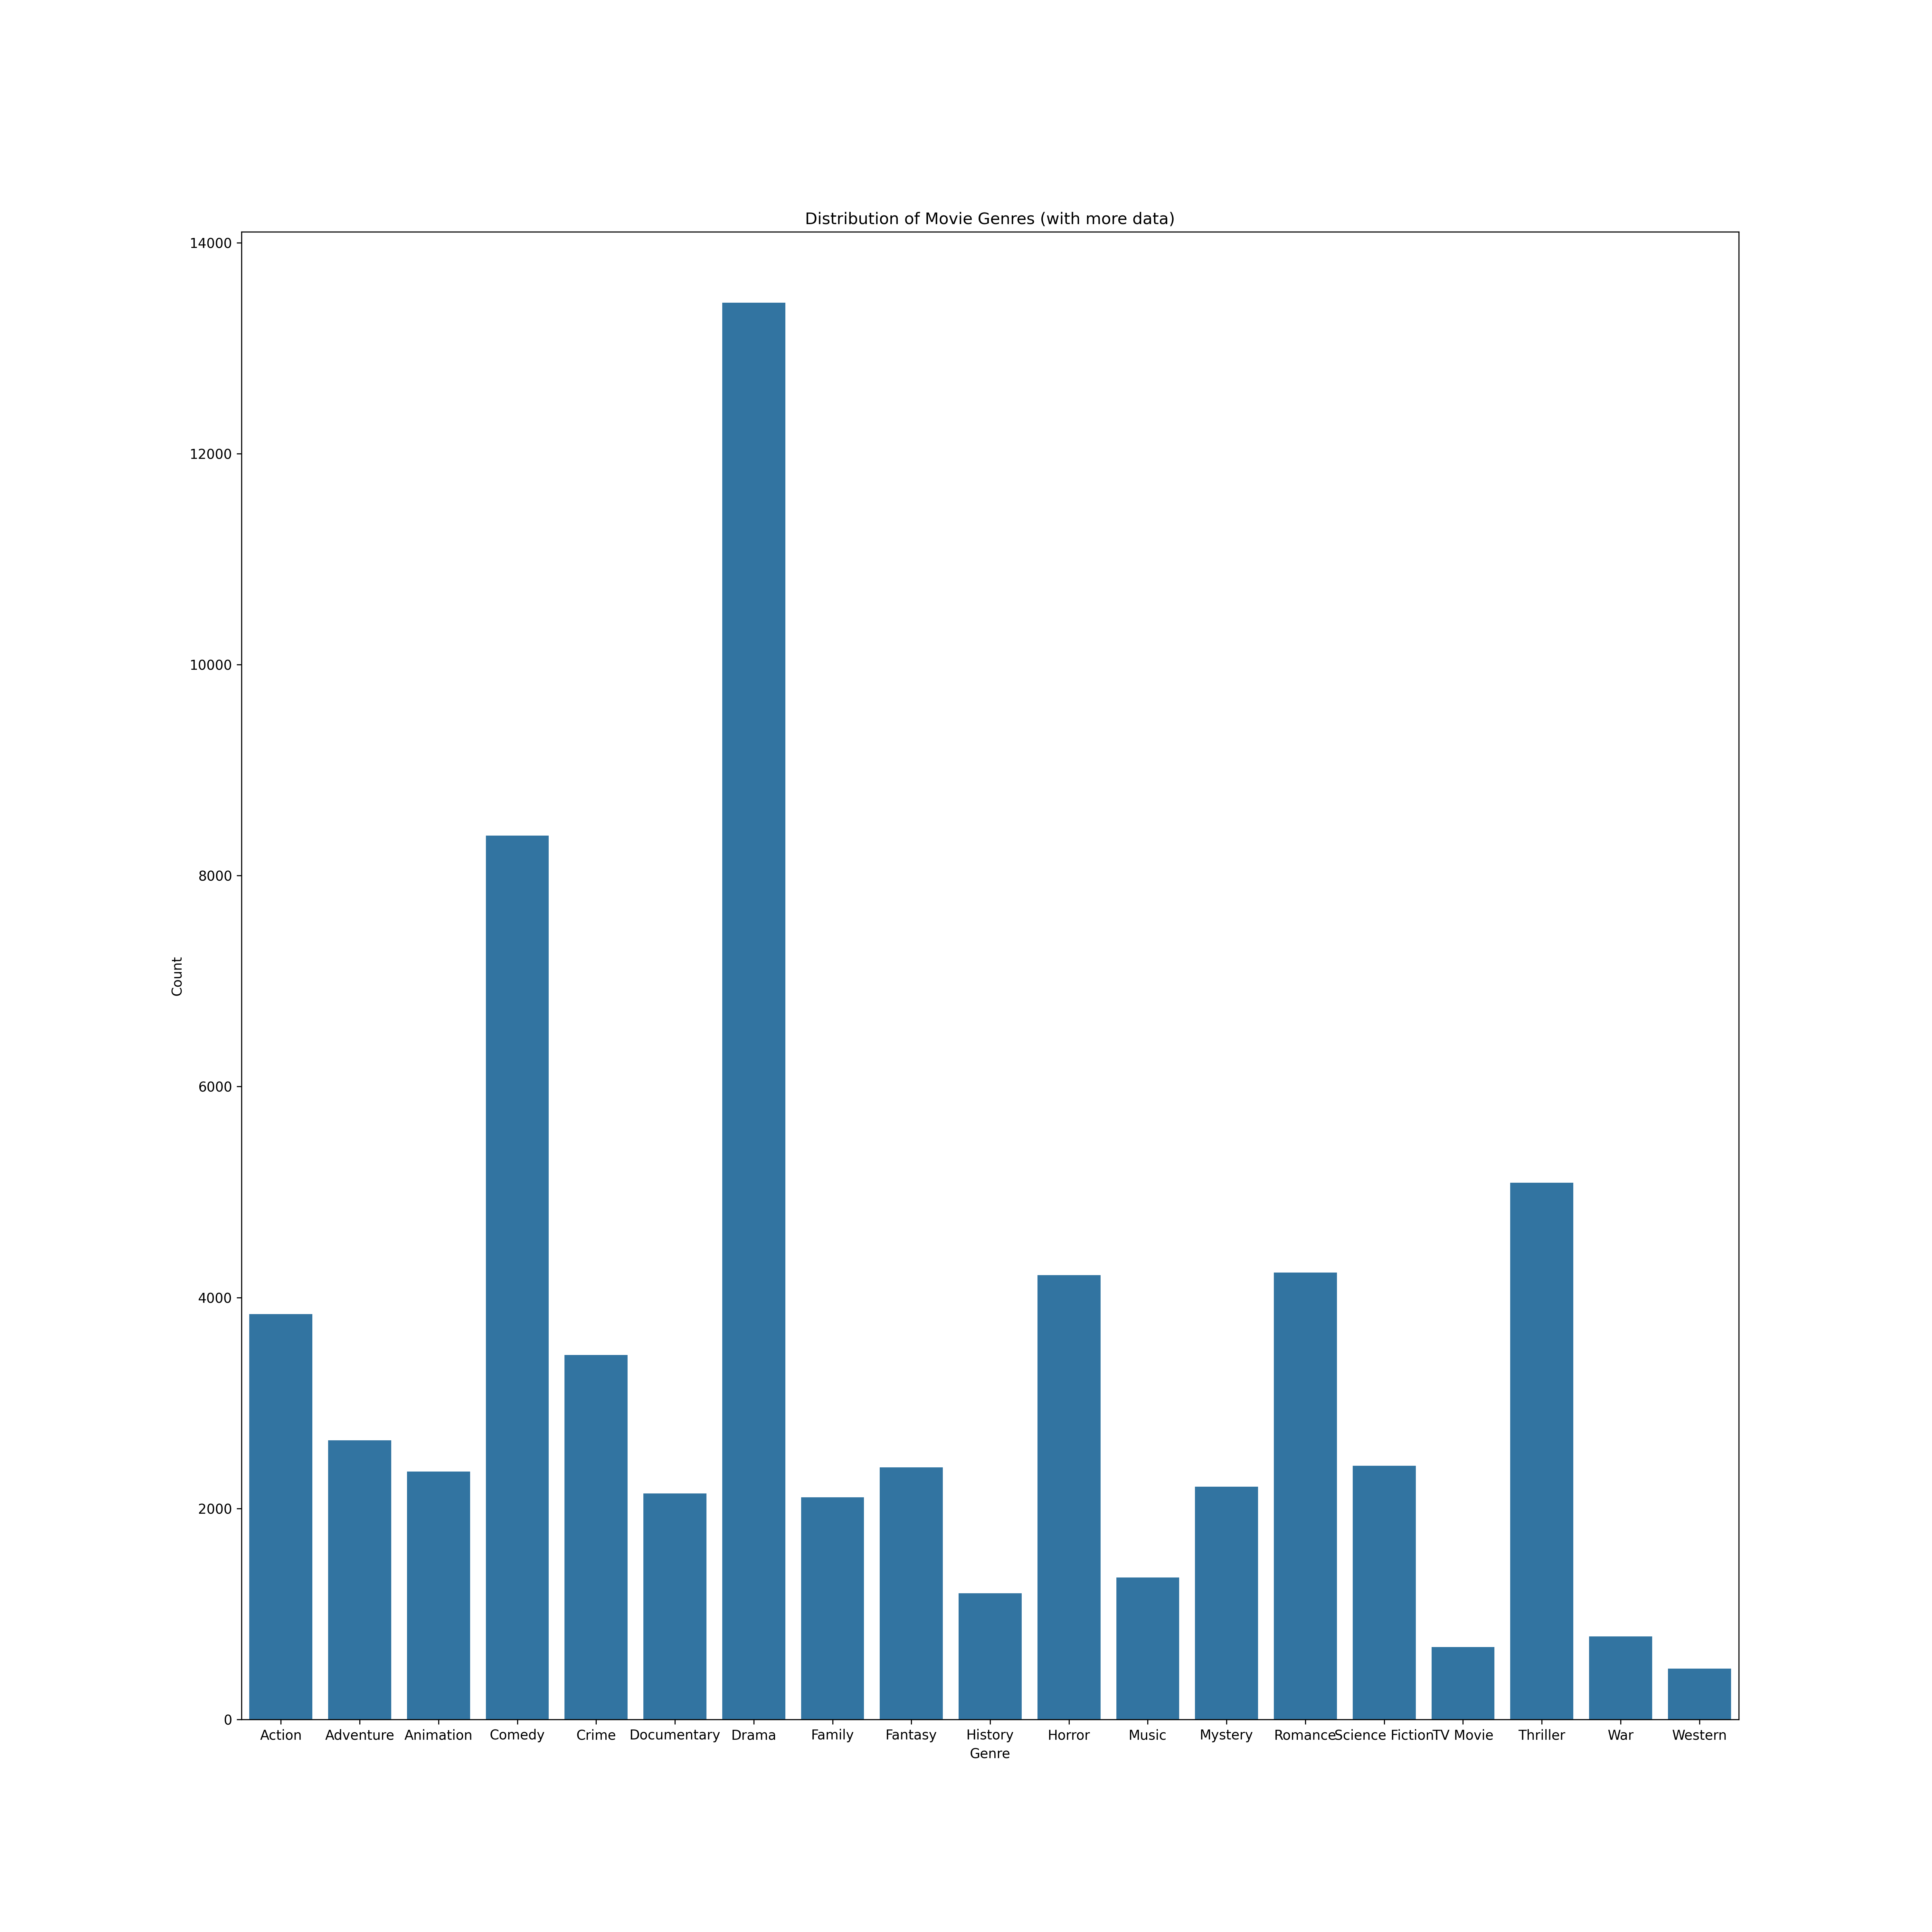 Distribution of Movie Genres (with more data)
14000
12000
10000
8000
6000
4000
2000
0
Count
Action Adventure Animation Comedy Crime Documentary Drama Family Fantasy History Horror Music Mystery Romance Science Fiction TV Movie Thriller War Western
Genre